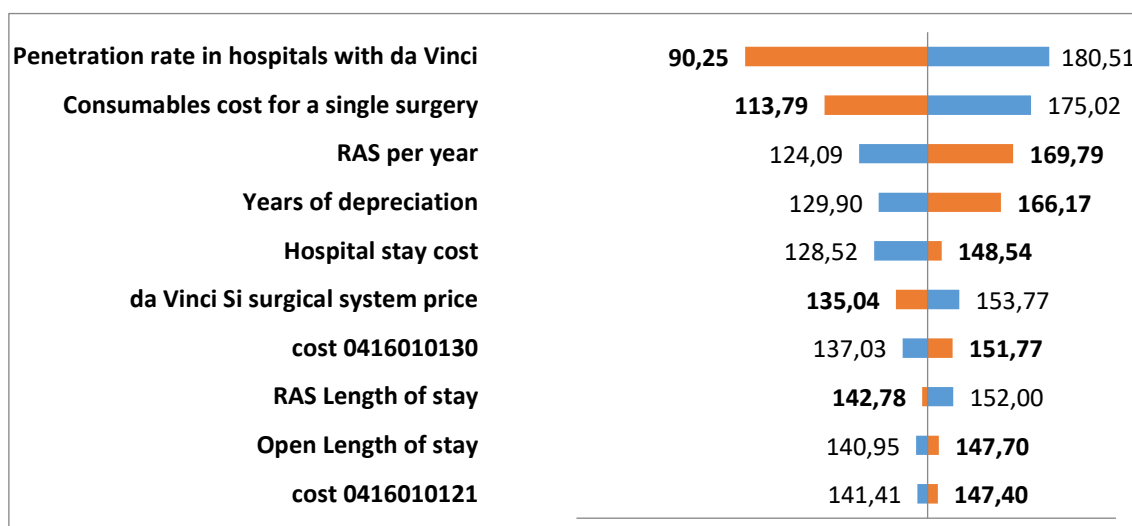 Penetration rate in hospitals with da Vinci 90,25 180,51
Consumables cost for a single surgery 113,79 175,02
RAS per year 124,09 169,79
Years of depreciation 129,90 166,17
Hospital stay cost 128,52 148,54
da Vinci Si surgical system price 135,04 153,77
cost 0416010130 137,03 151,77
RAS Length of stay 142,78 152,00
Open Length of stay 140,95 147,70
cost 0416010121 141,41 147,40